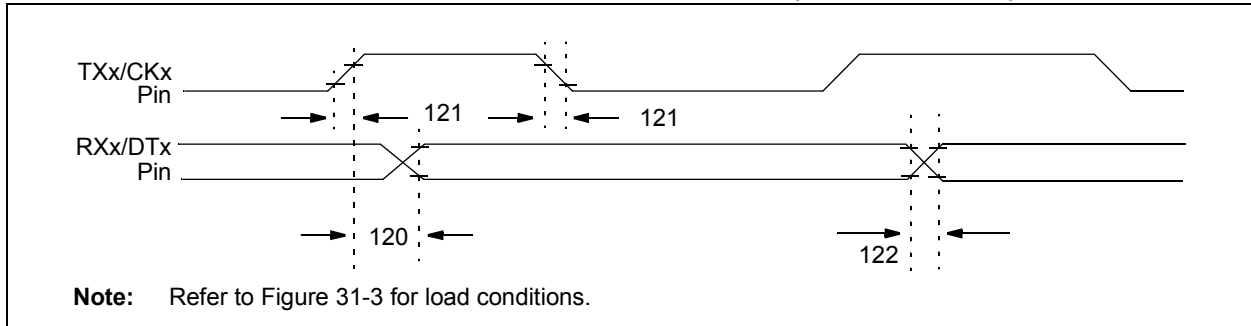 TXx/CKx
Pin
121
121
RXx/DTx
Pin
120
122
Note: Refer to Figure 31-3 for load conditions.